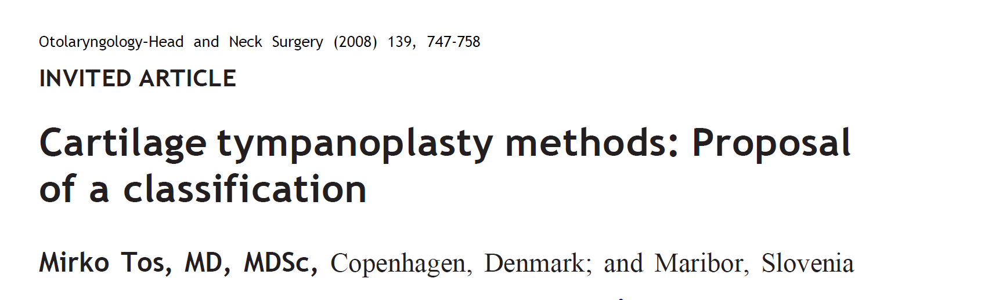 Otolaryngology–Head and Neck Surgery (2008) 139, 747-758
INVITED ARTICLE
Cartilage tympanoplasty methods: Proposal
of a classification
Mirko Tos, MD, MDSc, Copenhagen, Denmark; and Maribor, Slovenia